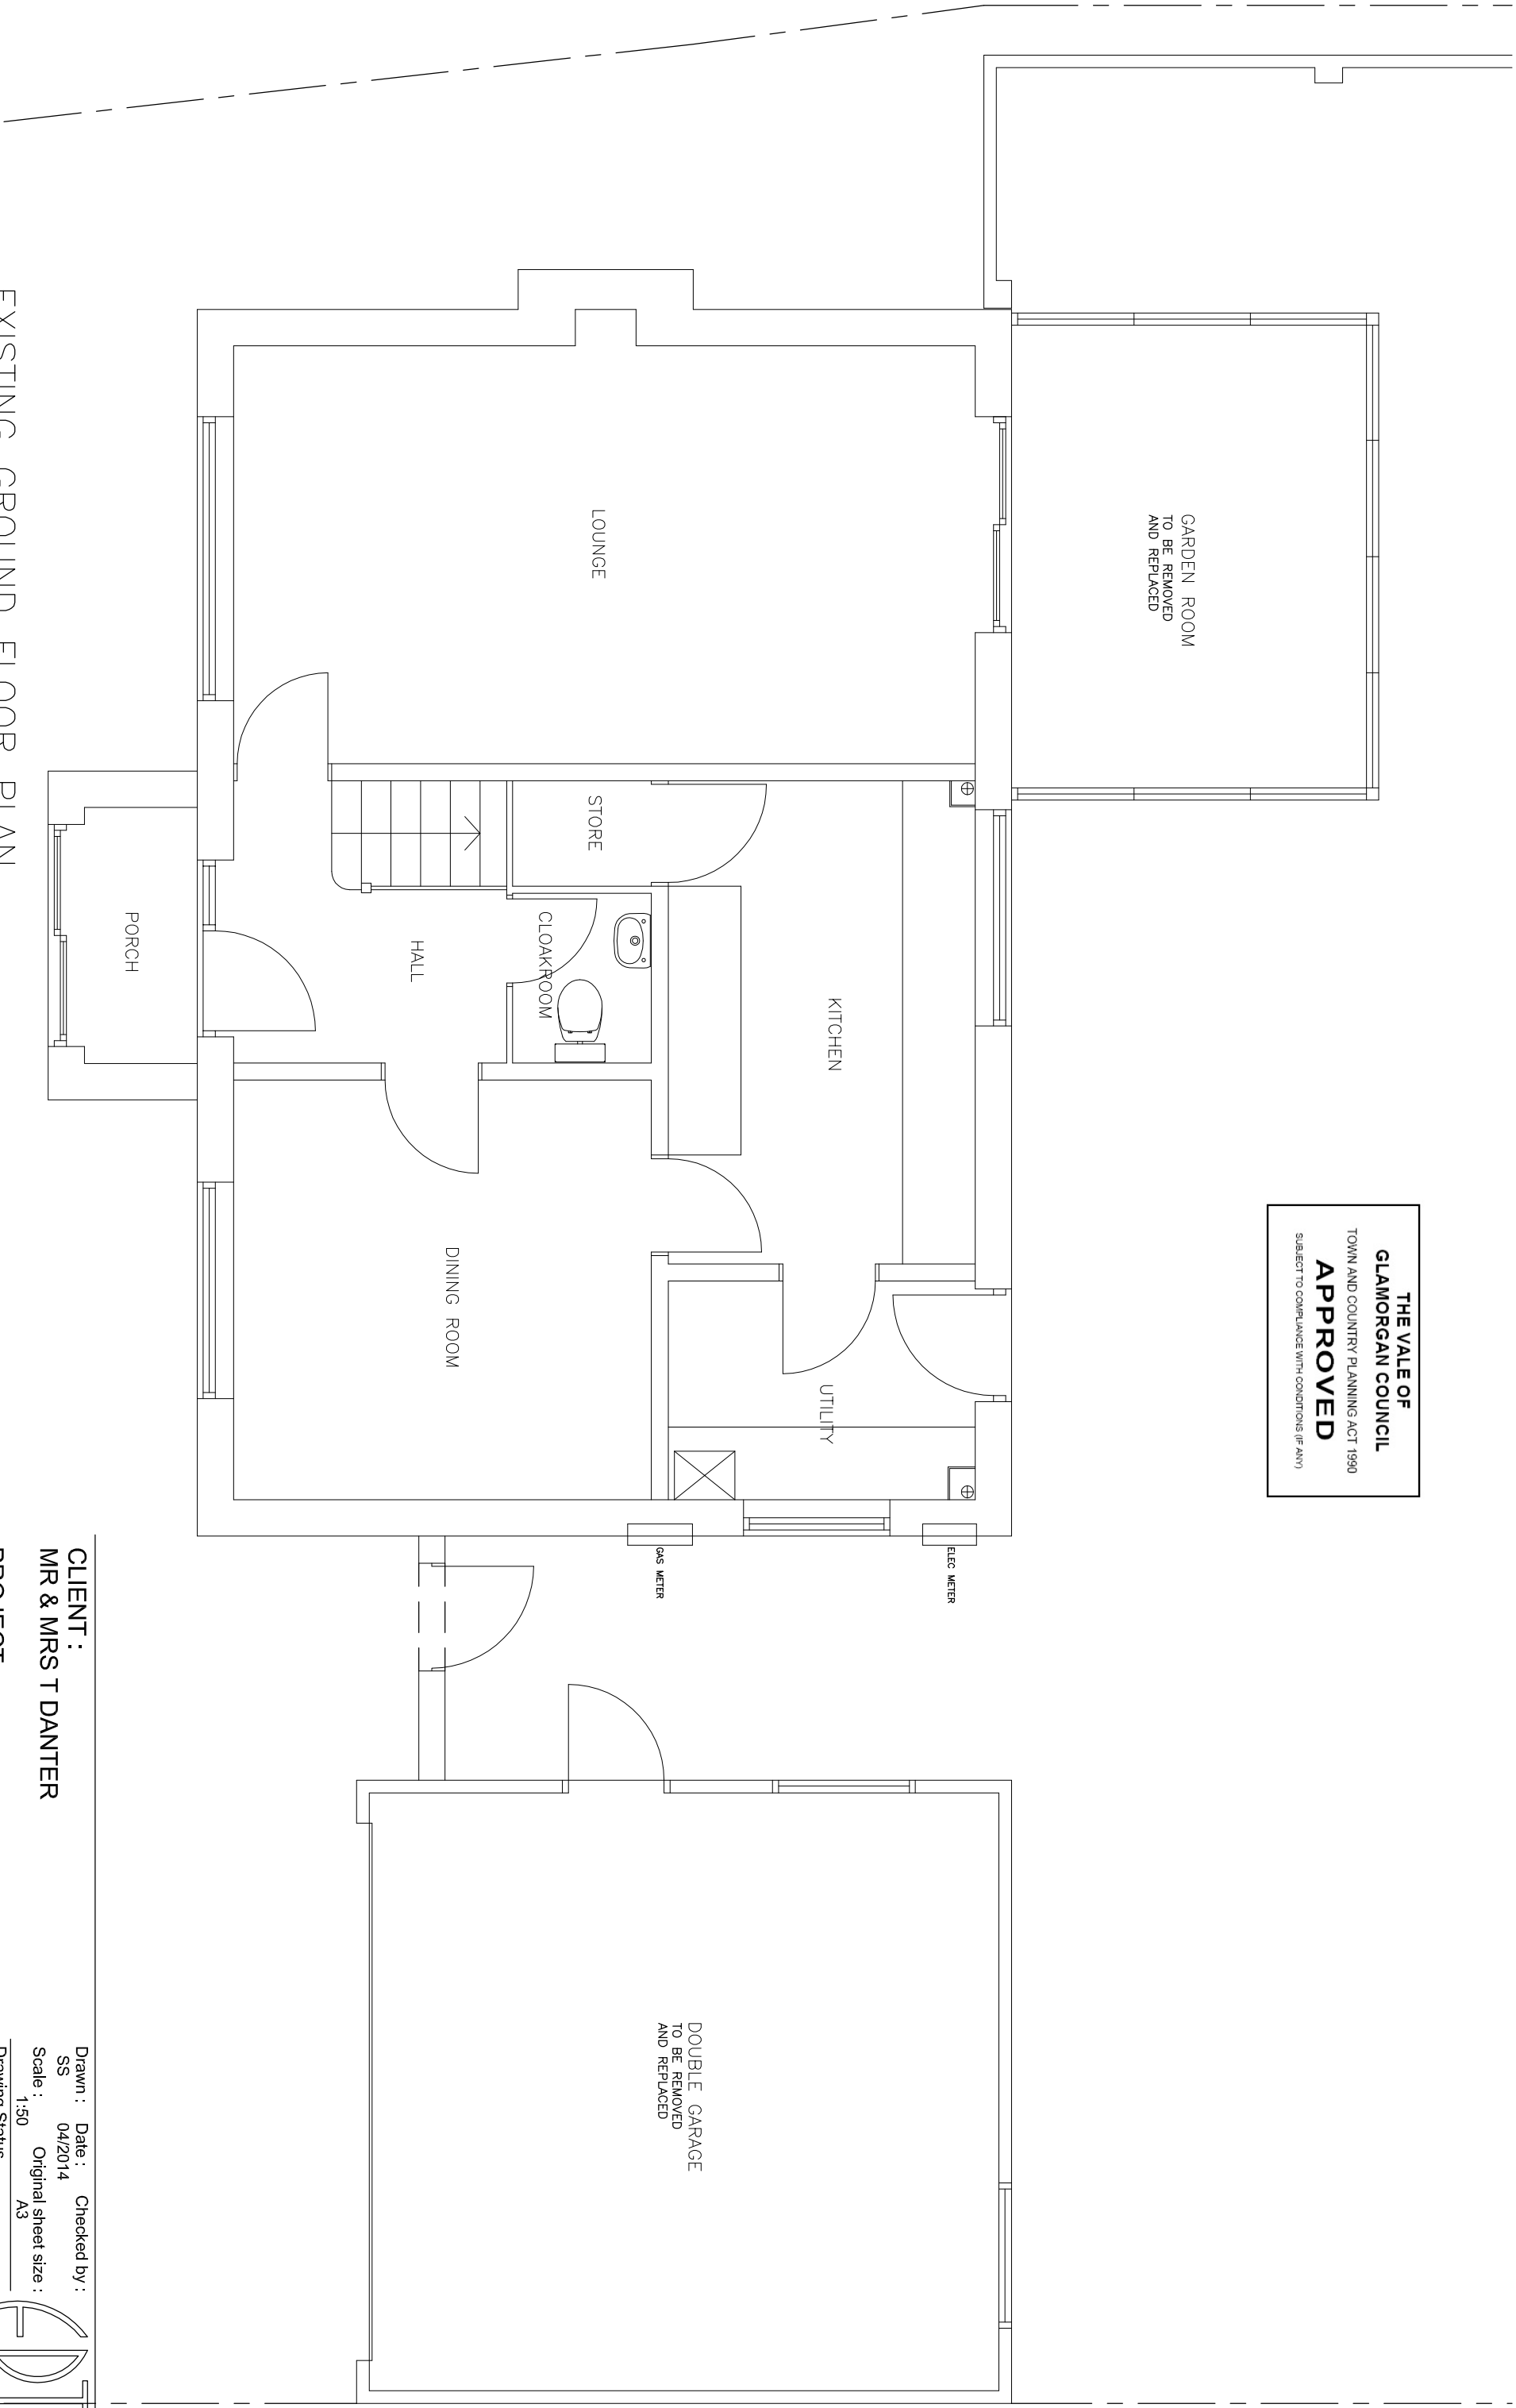 THE VALE OF
GLAMORGAN COUNCIL
TOWN AND COUNTRY PLANNING ACT 1990
APPROVED
SUBJECT TO COMPLIANCE WITH CONDITIONS (IF ANY)
GARDEN ROOM
TO BE REMOVED
AND REPLACED
LOUNGE
STORE
KITCHEN
CLOAKROOM
HALL
PORCH
DINING ROOM
UTILITY
ELEC METER
GAS METER
DOUBLE GARAGE
TO BE REMOVED
AND REPLACED
EXISTING GROUND FLOOR PLAN
CLIENT :
MR & MRS T DANTER
PROJECT
Drawn : Date : Checked by :
SS 04/2014
Scale : Original sheet size :
1:50 A3
Drawing Status